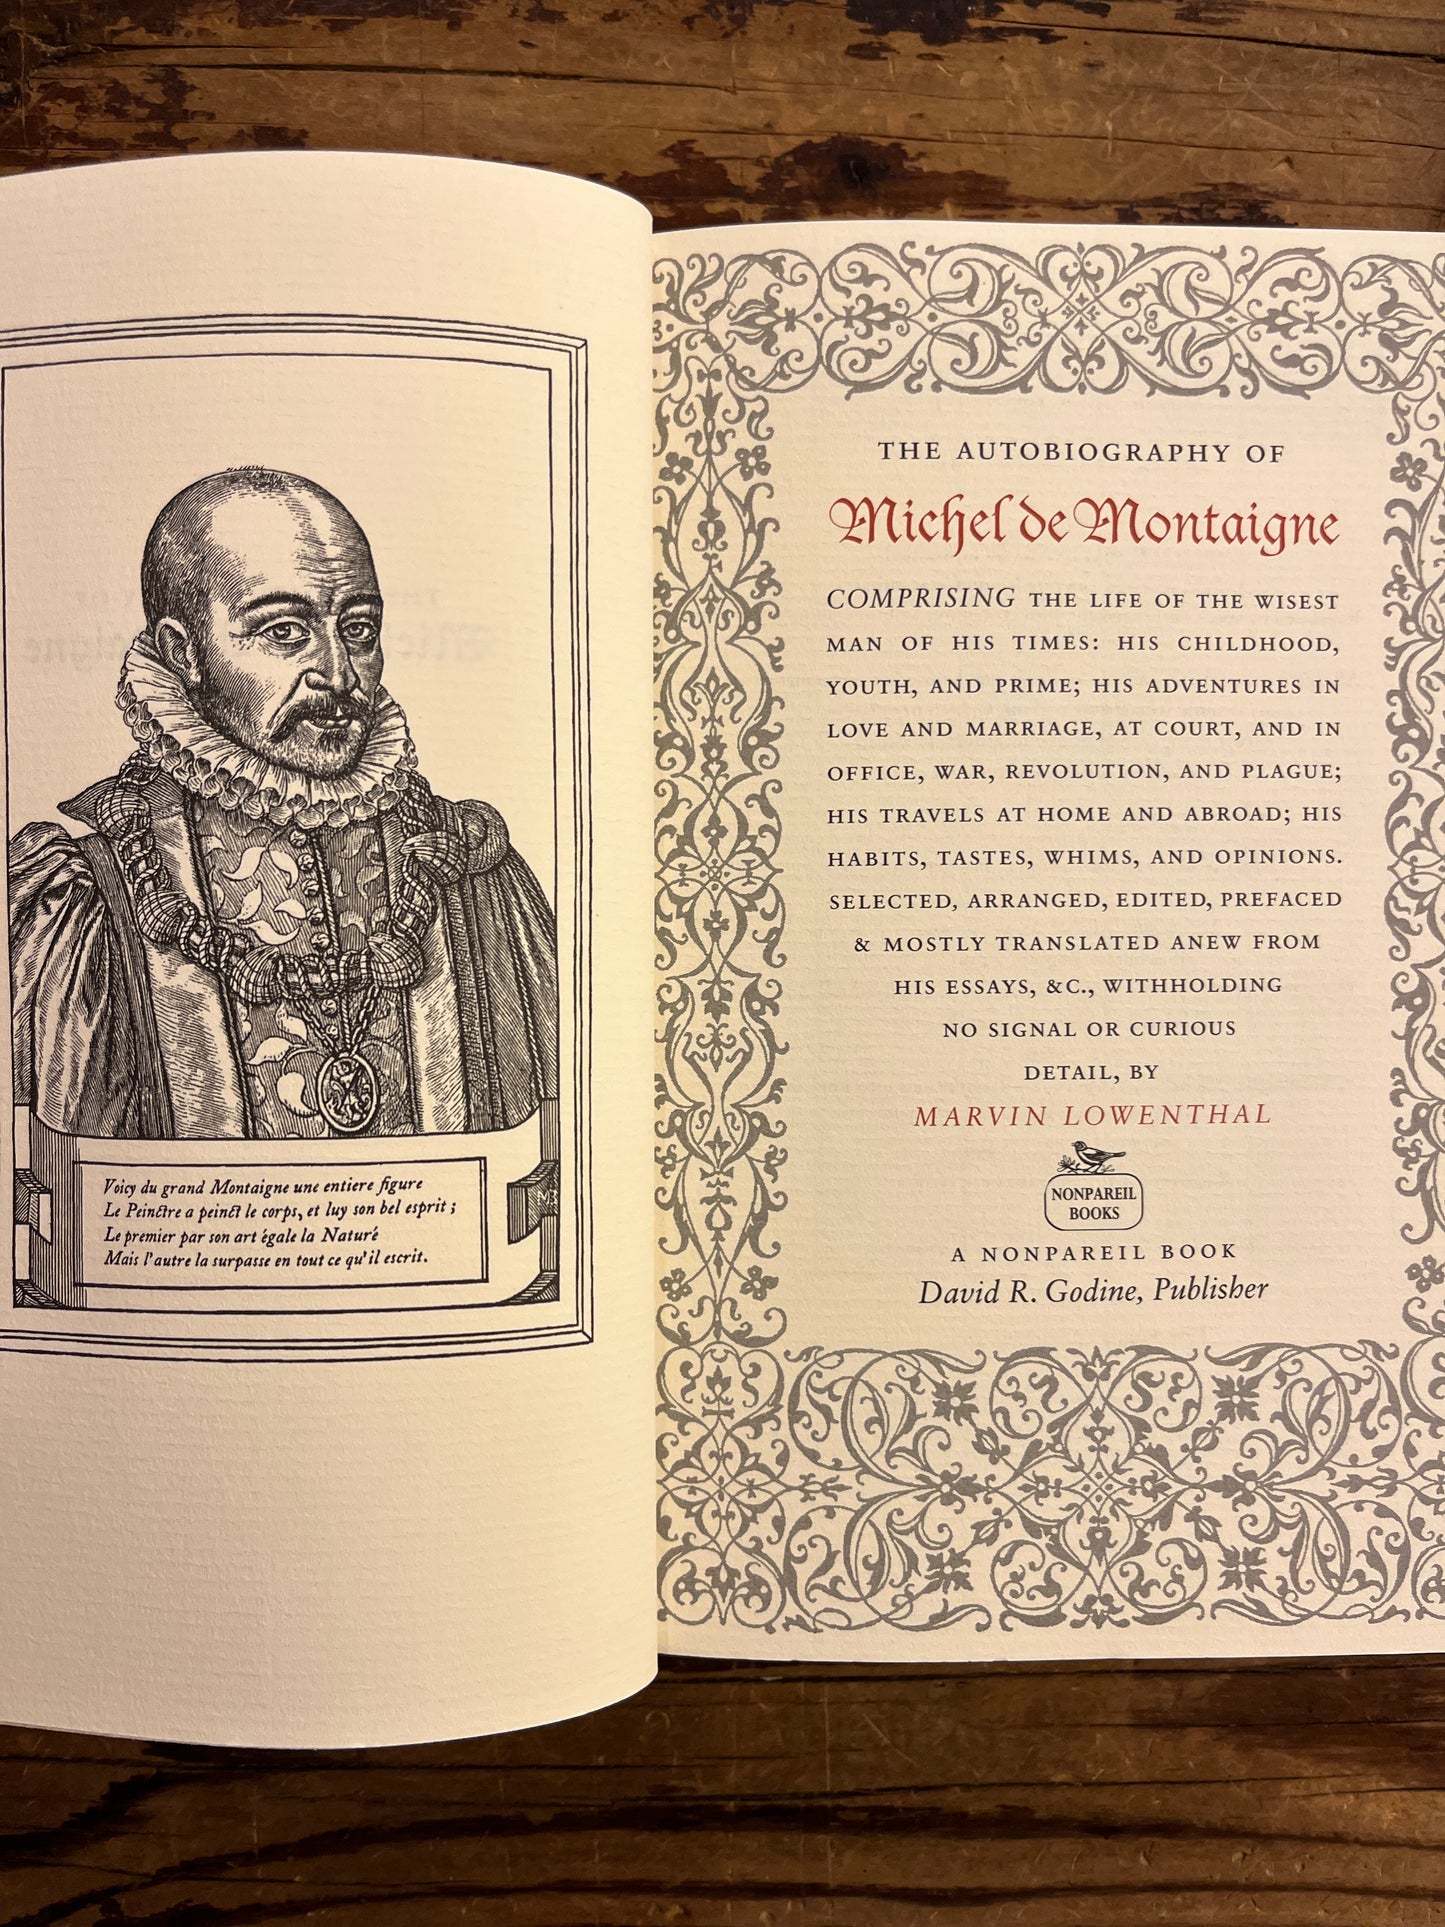 Voicy du grand Montaigne une entiere figure
Le Peinctre a peinct le corps, et luy son bel esprit ;
Le premier par son art égale la Naturé
Mais l'autre la surpasse en tout ce qu'il escrit.
THE AUTOBIOGRAPHY OF
Michel de Montaigne
COMPRISING THE LIFE OF THE WISEST
MAN OF HIS TIMES: HIS CHILDHOOD,
YOUTH, AND PRIME; HIS ADVENTURES IN
LOVE AND MARRIAGE, AT COURT, AND IN
OFFICE, WAR, REVOLUTION, AND PLAGUE;
HIS TRAVELS AT HOME AND ABROAD; HIS
HABITS, TASTES, WHIMS, AND OPINIONS.
SELECTED, ARRANGED, EDITED, PREFACED
& MOSTLY TRANSLATED ANEW FROM
HIS ESSAYS, &C., WITHHOLDING
NO SIGNAL OR CURIOUS
DETAIL, BY
MARVIN LOWENTHAL
NONPAREIL
BOOKS
A NONPAREIL BOOK
David R. Godine, Publisher